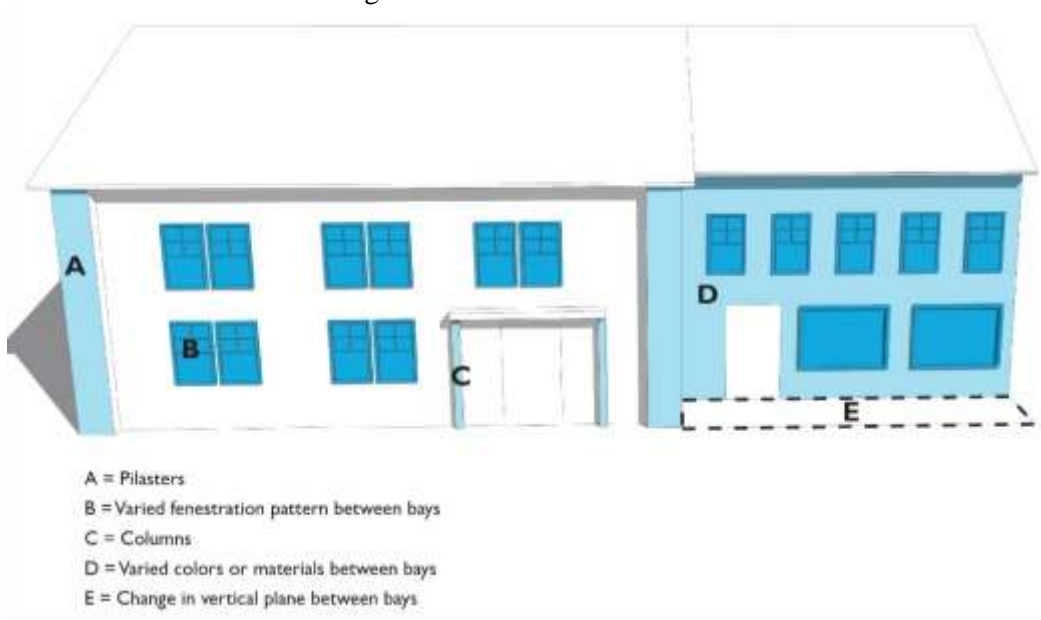 A
B
C
D
E
A = Pilasters
B = Varied fenestration pattern between bays
C = Columns
D = Varied colors or materials between bays
E = Change in vertical plane between bays